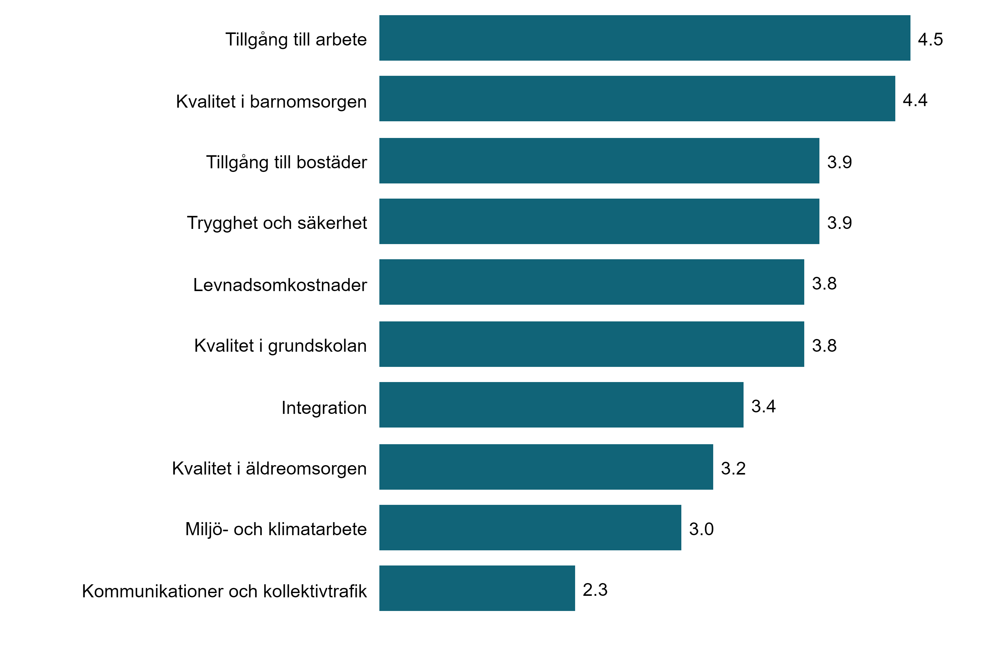 Tillgång till arbete 4.5
Kvalitet i barnomsorgen 4.4
Tillgång till bostäder 3.9
Trygghet och säkerhet 3.9
Levnadsomkostnader 3.8
Kvalitet i grundskolan 3.8
Integration 3.4
Kvalitet i äldreomsorgen 3.2
Miljö- och klimatarbete 3.0
Kommunikationer och kollektivtrafik 2.3